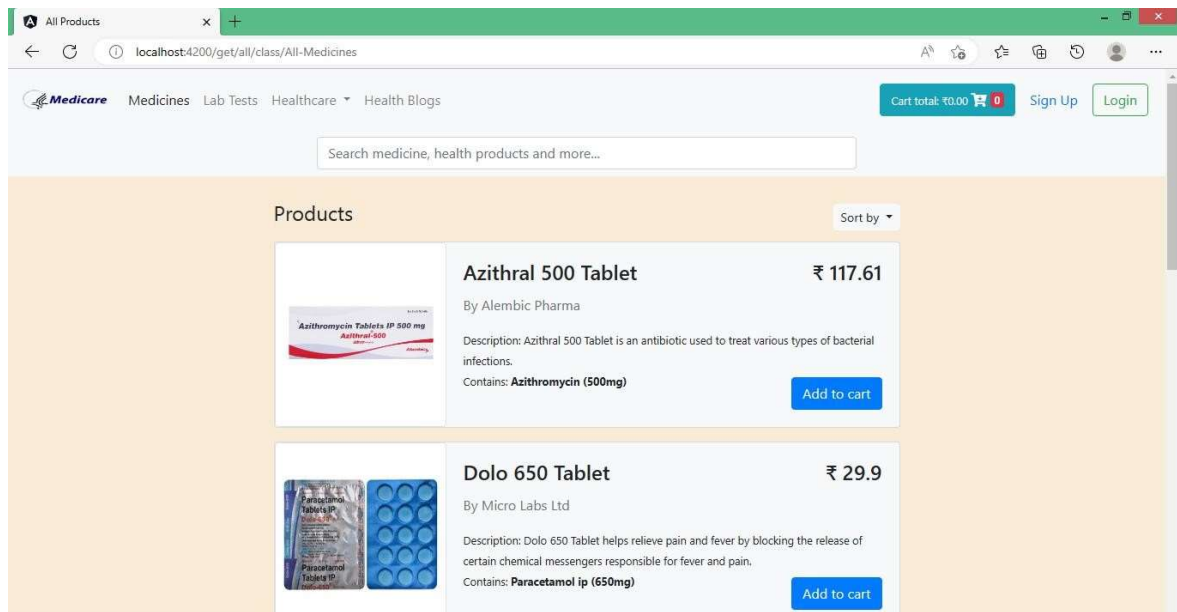 All Products
localhost:4200/get/all/class/All-Medicines
Medicare Medicines Lab Tests Healthcare Health Blogs Cart total: ₹0.00 0 Sign Up Login
Search medicine, health products and more...
Products Sort by
Azithral 500 Tablet ₹ 117.61
By Alembic Pharma
Azithromycin Tablets IP 500 mg
Azithral-500
Description: Azithral 500 Tablet is an antibiotic used to treat various types of bacterial
infections.
Contains: Azithromycin (500mg)
Add to cart
Dolo 650 Tablet ₹ 29.9
By Micro Labs Ltd
Paracetamol
Tablets IP
Dolo-650
Description: Dolo 650 Tablet helps relieve pain and fever by blocking the release of
certain chemical messengers responsible for fever and pain.
Contains: Paracetamol ip (650mg)
Paracetamol
Tablets IP
Add to cart